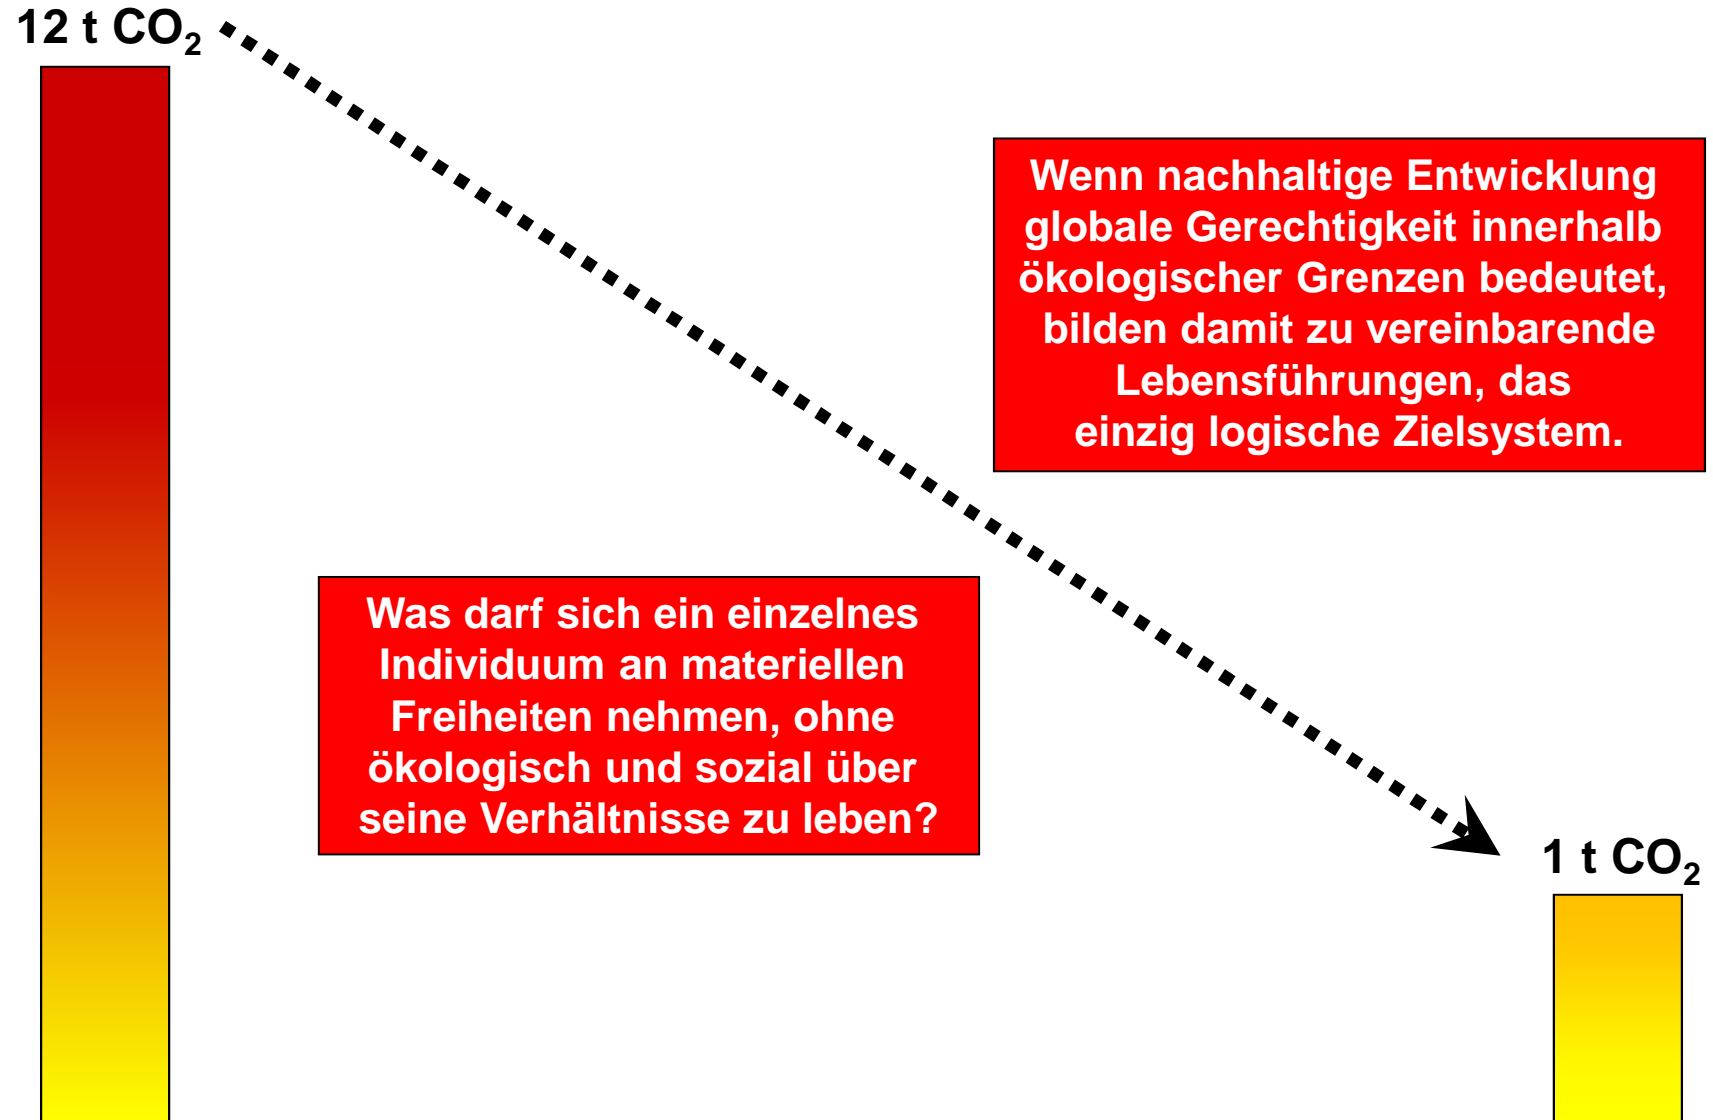 12 t CO₂
Wenn nachhaltige Entwicklung
globale Gerechtigkeit innerhalb
ökologischer Grenzen bedeutet,
bilden damit zu vereinbarende
Lebensführungen, das
einzig logische Zielsystem.
Was darf sich ein einzelnes
Individuum an materiellen
Freiheiten nehmen, ohne
ökologisch und sozial über
seine Verhältnisse zu leben?
1 t CO₂